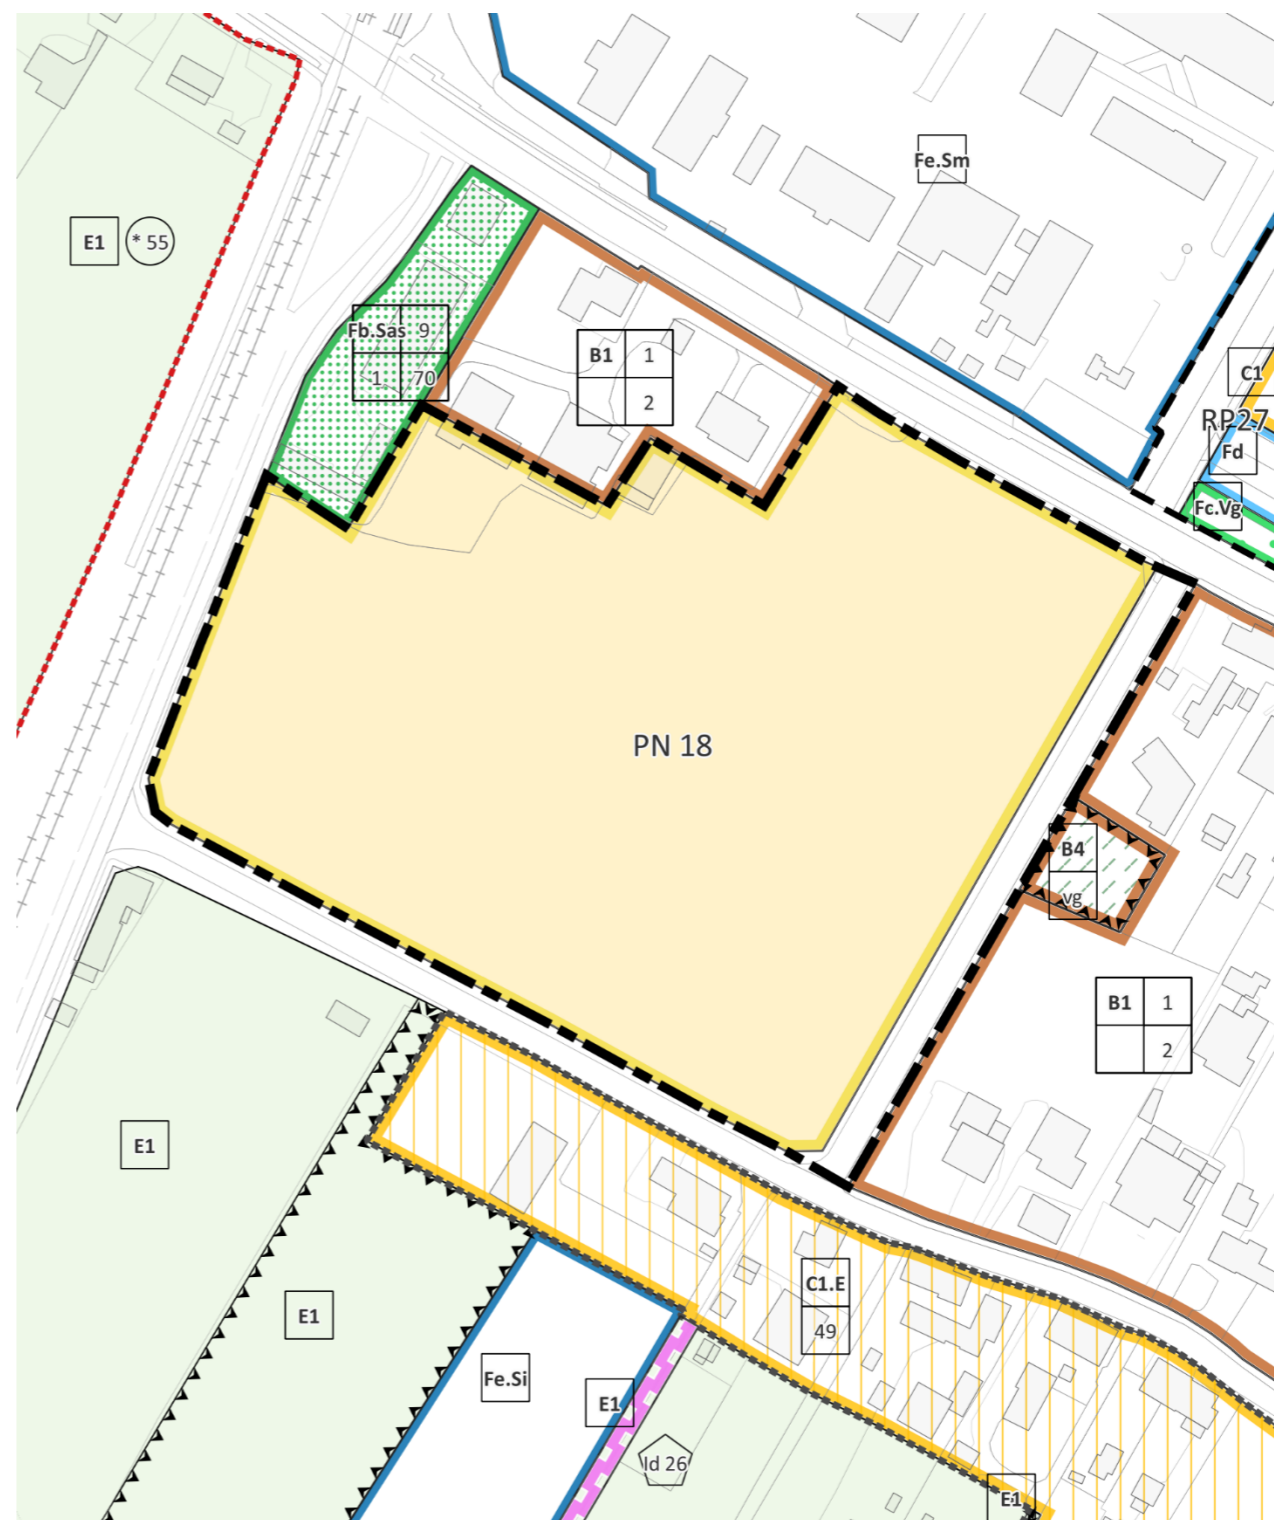 Fe.Sm
E1 * 55
Fb.Sas 9
1 70
B1 1
2
C1
RP27
Fd
Fc.Vg
PN 18
B4
vg
B1 1
2
E1
C1.E
49
E1
Fe.Si
E1
Id 26
E1